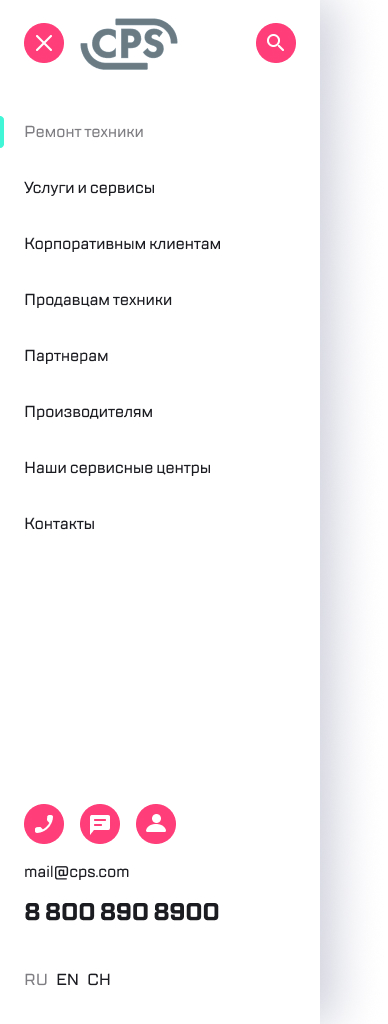 CPS
Ремонт техники
Услуги и сервисы
Корпоративным клиентам
Продавцам техники
Партнерам
Производителям
Наши сервисные центры
Контакты
mail@cps.com
8 800 890 8900
RU EN CH